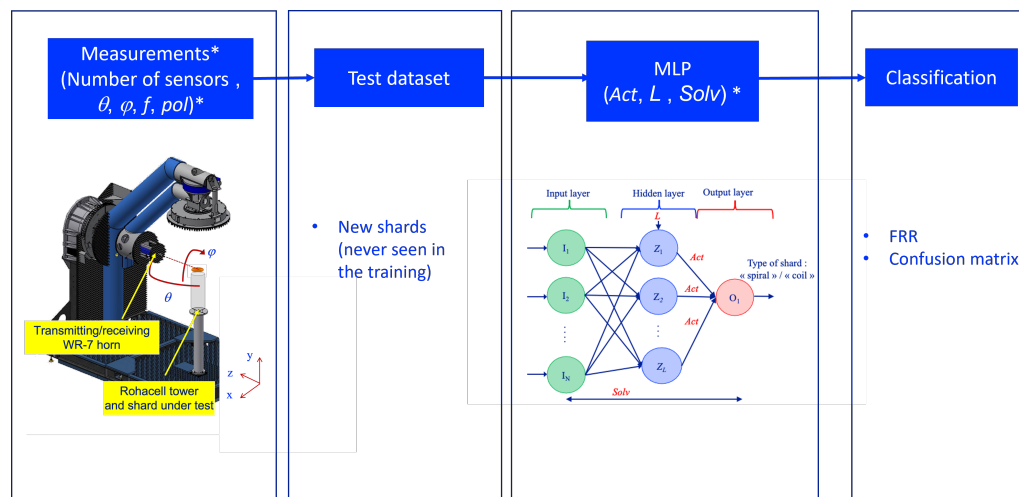 Measurements*
(Number of sensors ,
θ, φ, f, pol)*
Test dataset
MLP
(Act, L , Solv) *
Classification
φ
θ
Transmitting/receiving
WR-7 horn
Rohacell tower
and shard under test
y
z
x
• New shards
(never seen in
the training)
Input layer
Hidden layer
Output layer
L
I1
I2
IN
Z1
Z2
ZL
Act
Act
Act
O1
Type of shard :
« spiral » / « coil »
Solv
• FRR
• Confusion matrix